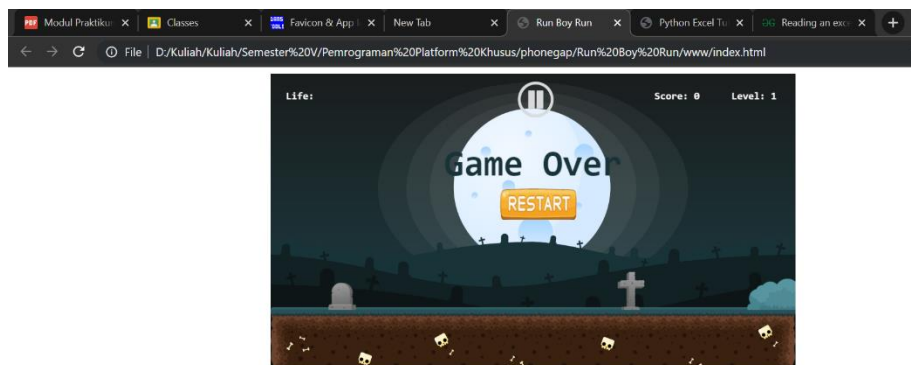 PDF Modul Praktikum
Classes
Favicon & App I
New Tab
Run Boy Run
Python Excel Tu
Reading an exce
File | D:/Kuliah/Kuliah/Semester%20V/Pemrograman%20Platform%20Khusus/phonegap/Run%20Boy%20Run/www/index.html
Life:
Score: 0
Level: 1
Game Over
RESTART